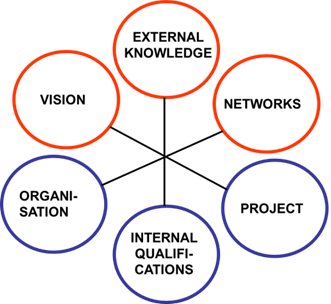 EXTERNAL
KNOWLEDGE
VISION
NETWORKS
ORGANI-
SATION
PROJECT
INTERNAL
QUALIFI-
CATIONS